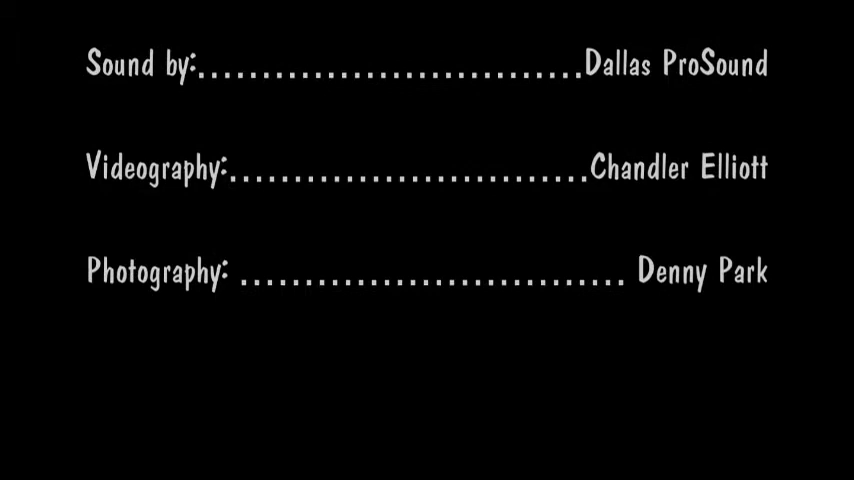 Sound by:..............................Dallas ProSound
Videography:............................Chandler Elliott
Photography: .............................. Denny Park